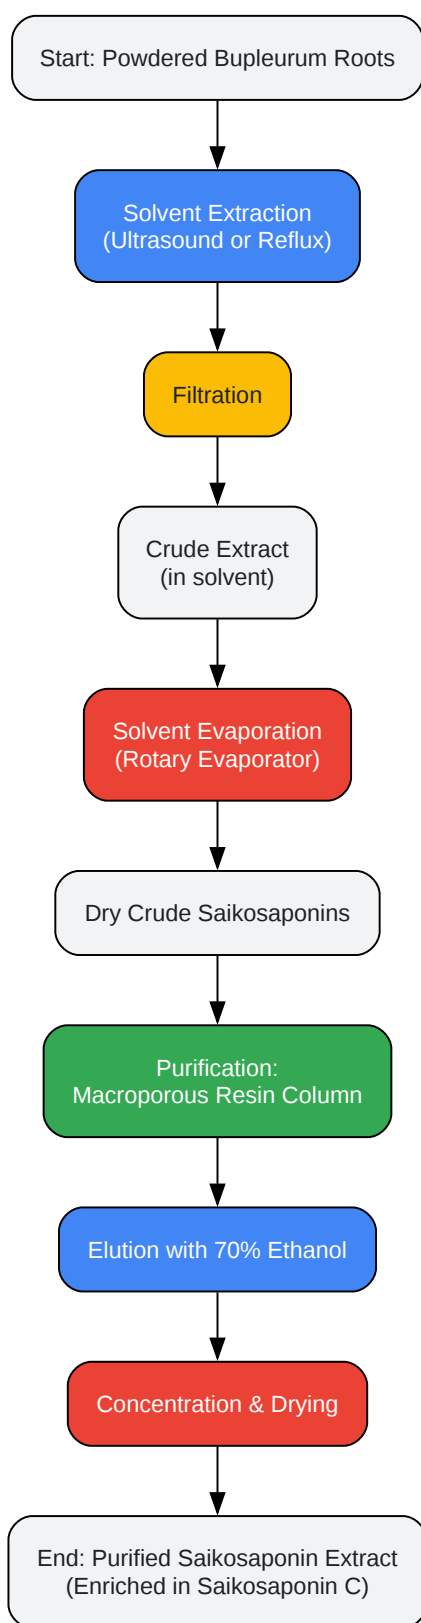 Start: Powdered Bupleurum Roots
Solvent Extraction
(Ultrasound or Reflux)
Filtration
Crude Extract
(in solvent)
Solvent Evaporation
(Rotary Evaporator)
Dry Crude Saikosaponins
Purification:
Macroporous Resin Column
Elution with 70% Ethanol
Concentration & Drying
End: Purified Saikosaponin Extract
(Enriched in Saikosaponin C)